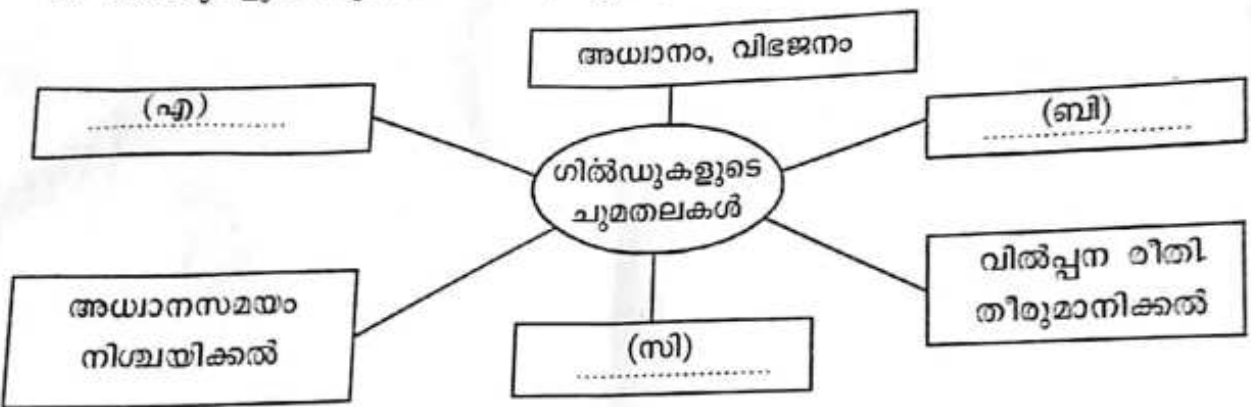 അധ്വാനം, വിഭജനം
(എ)
....................
(ബി)
....................
ഗിൽഡുകളുടെ
ചുമതലകൾ
അധ്വാനസമയം
നിശ്ചയിക്കൽ
(സി)
....................
വിൽപ്പന രീതി
തീരുമാനിക്കൽ